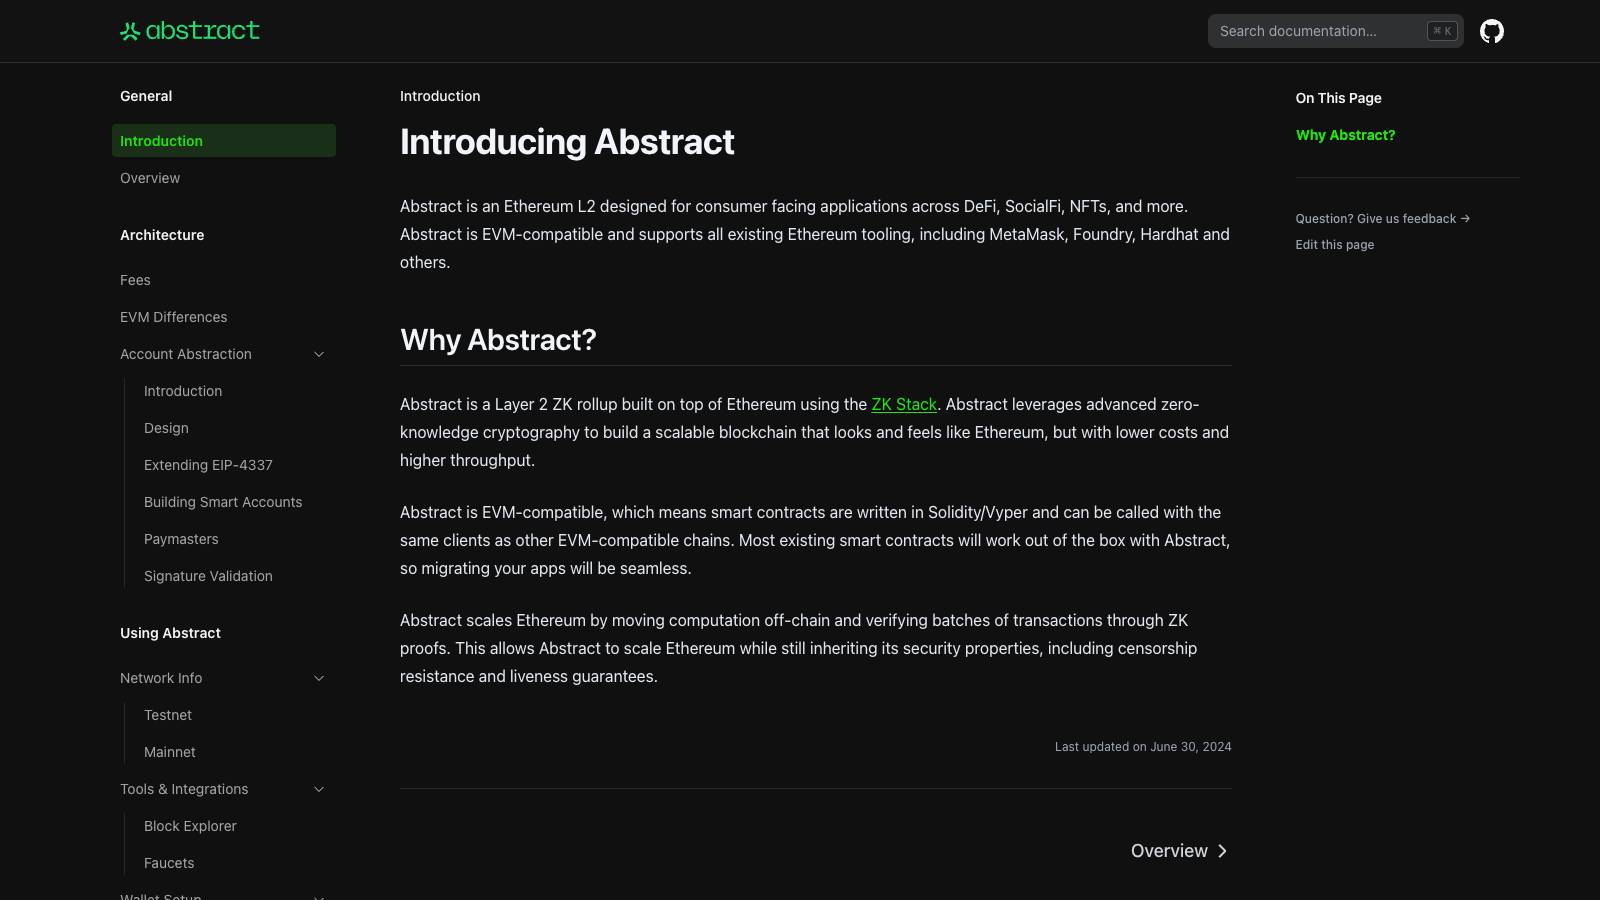 abstract
Search documentation...
⌘ K
General
Introduction
Overview
Architecture
Fees
EVM Differences
Account Abstraction
Introduction
Design
Extending EIP-4337
Building Smart Accounts
Paymasters
Signature Validation
Using Abstract
Network Info
Testnet
Mainnet
Tools & Integrations
Block Explorer
Faucets
Wallet Setup
Introduction
Introducing Abstract
Abstract is an Ethereum L2 designed for consumer facing applications across DeFi, SocialFi, NFTs, and more.
Abstract is EVM-compatible and supports all existing Ethereum tooling, including MetaMask, Foundry, Hardhat and
others.
Why Abstract?
Abstract is a Layer 2 ZK rollup built on top of Ethereum using the ZK Stack. Abstract leverages advanced zero-
knowledge cryptography to build a scalable blockchain that looks and feels like Ethereum, but with lower costs and
higher throughput.
Abstract is EVM-compatible, which means smart contracts are written in Solidity/Vyper and can be called with the
same clients as other EVM-compatible chains. Most existing smart contracts will work out of the box with Abstract,
so migrating your apps will be seamless.
Abstract scales Ethereum by moving computation off-chain and verifying batches of transactions through ZK
proofs. This allows Abstract to scale Ethereum while still inheriting its security properties, including censorship
resistance and liveness guarantees.
Last updated on June 30, 2024
Overview
On This Page
Why Abstract?
Question? Give us feedback →
Edit this page